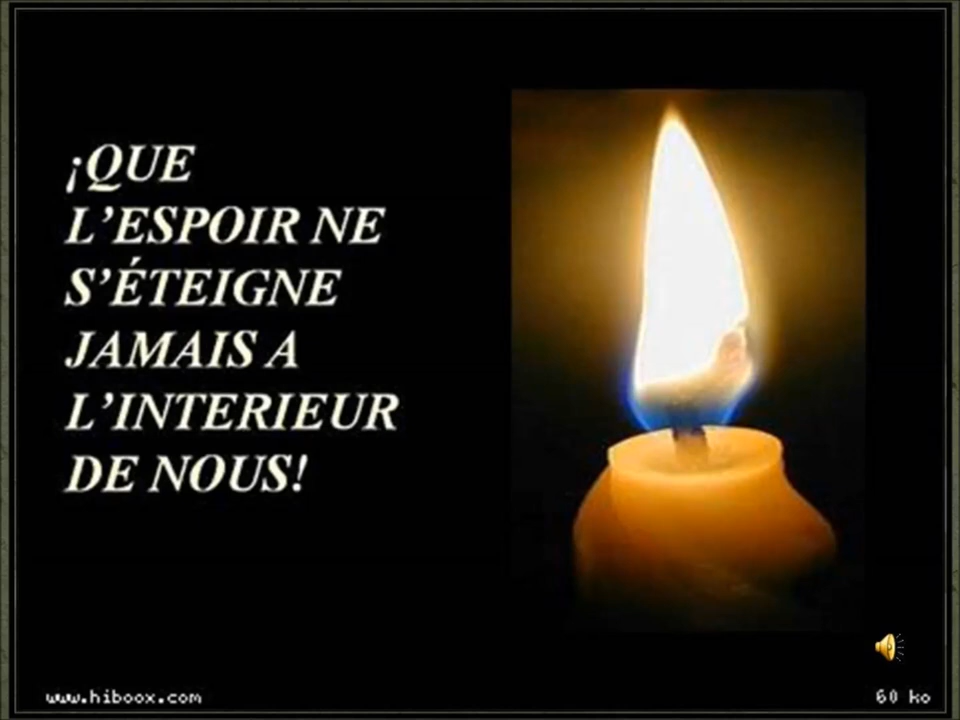 ¡QUE
L’ESPOIR NE
S’ÉTEIGNE
JAMAIS A
L’INTERIEUR
DE NOUS!
www.hiboox.com
60 ko